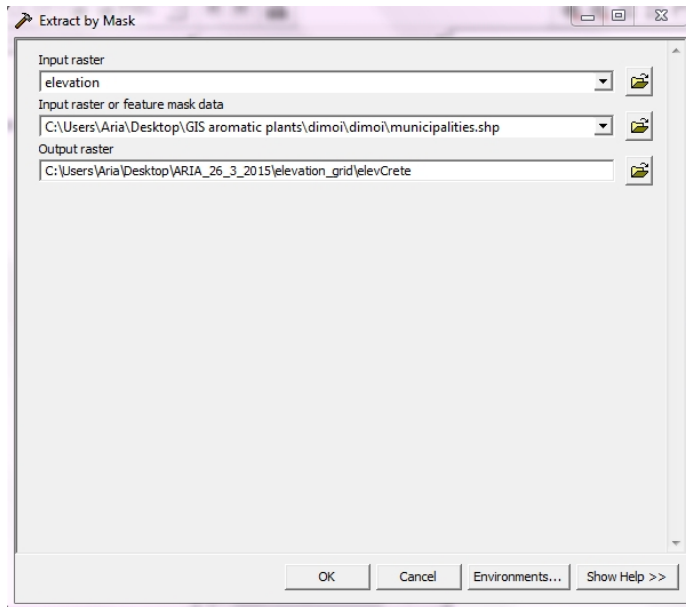 Extract by Mask
Input raster
elevation
Input raster or feature mask data
C:\Users\Aria\Desktop\GIS aromatic plants\dimoi\dimoi\municipalities.shp
Output raster
C:\Users\Aria\Desktop\ARIA_26_3_2015\elevation_grid\elevCrete
OK Cancel Environments... Show Help >>